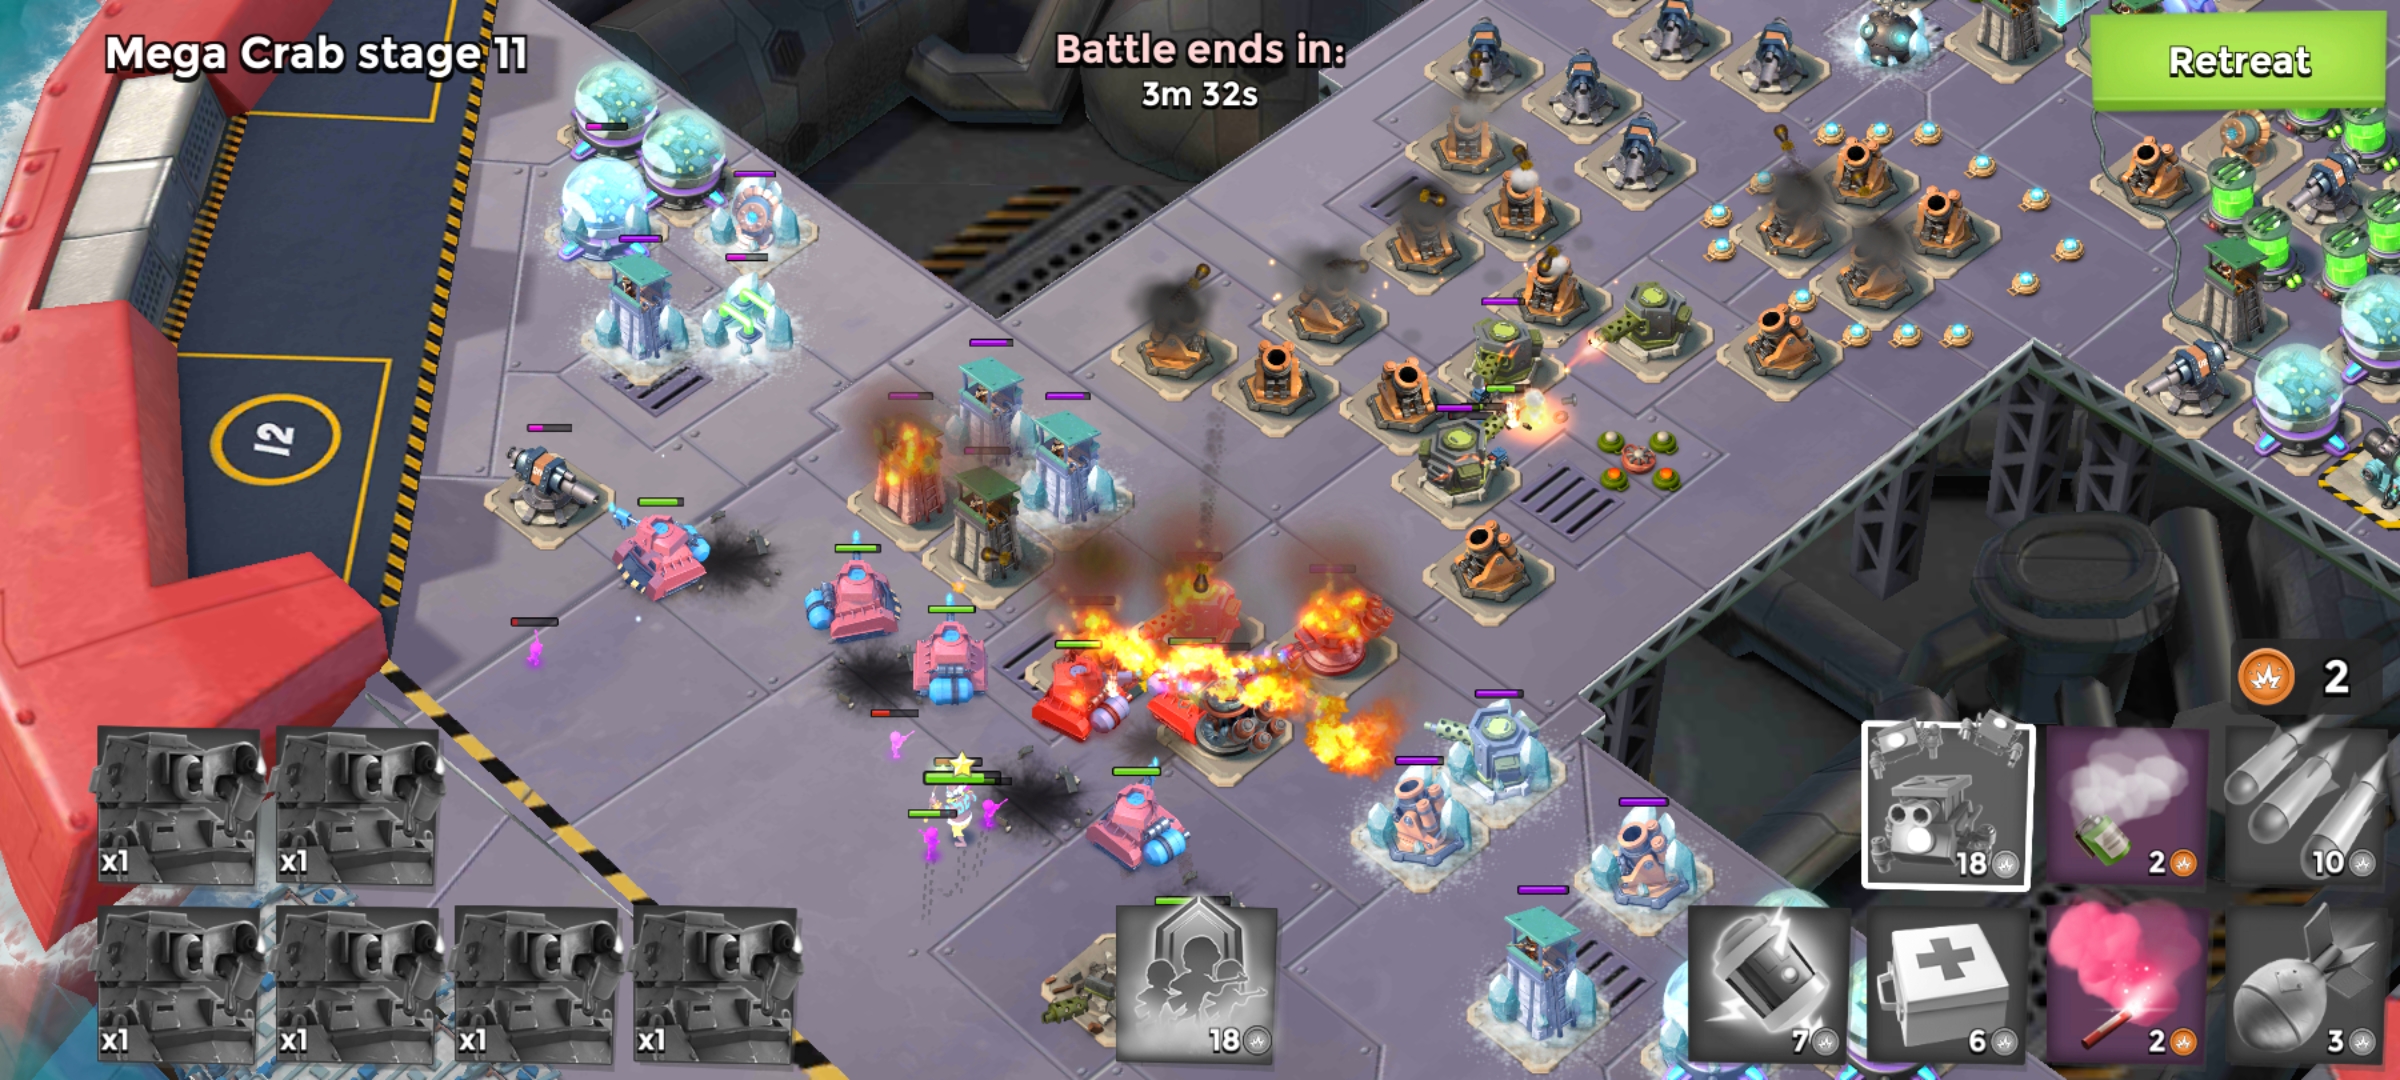 Mega Crab stage 11
Battle ends in:
3m 32s
Retreat
12
2
18
2
10
x1
x1
x1
x1
x1
x1
18
7
6
2
3